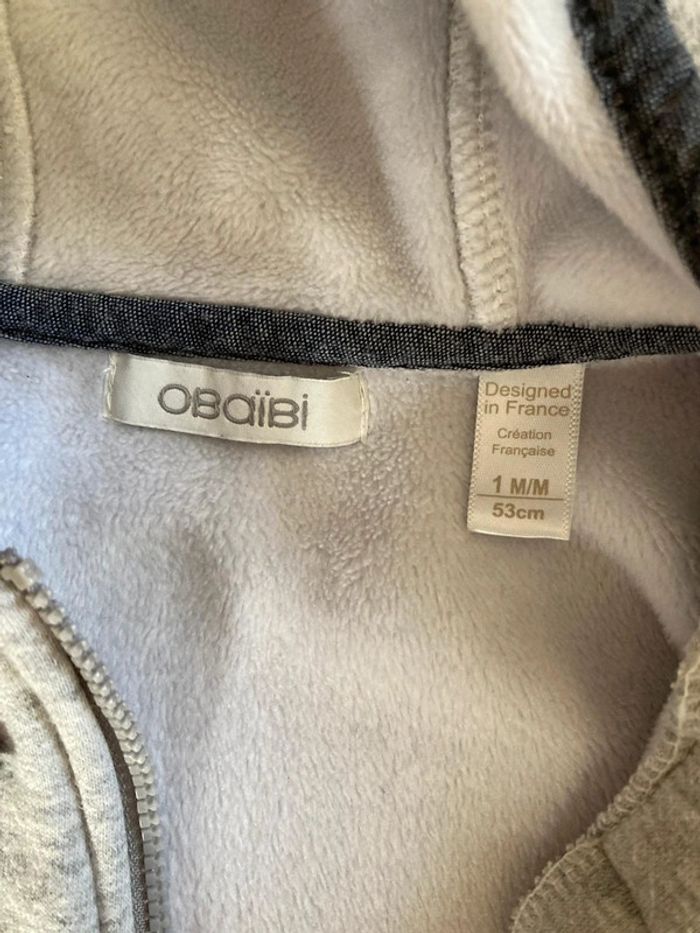 OBaïBi
Designed
in France
Création
Française
1 M/M
53cm